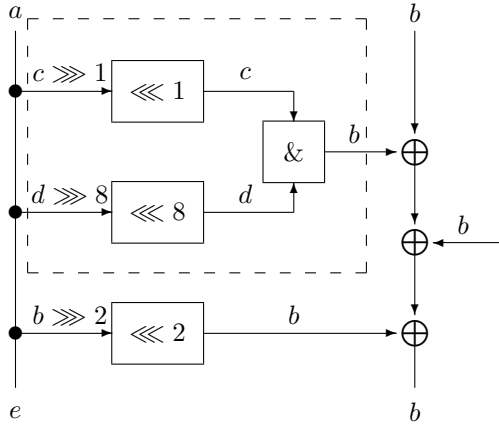 a b
c ⋙ 1 ⋘ 1 c
& b
b
d ⋙ 8 ⋘ 8 d
b ⋙ 2 ⋘ 2 b
e b